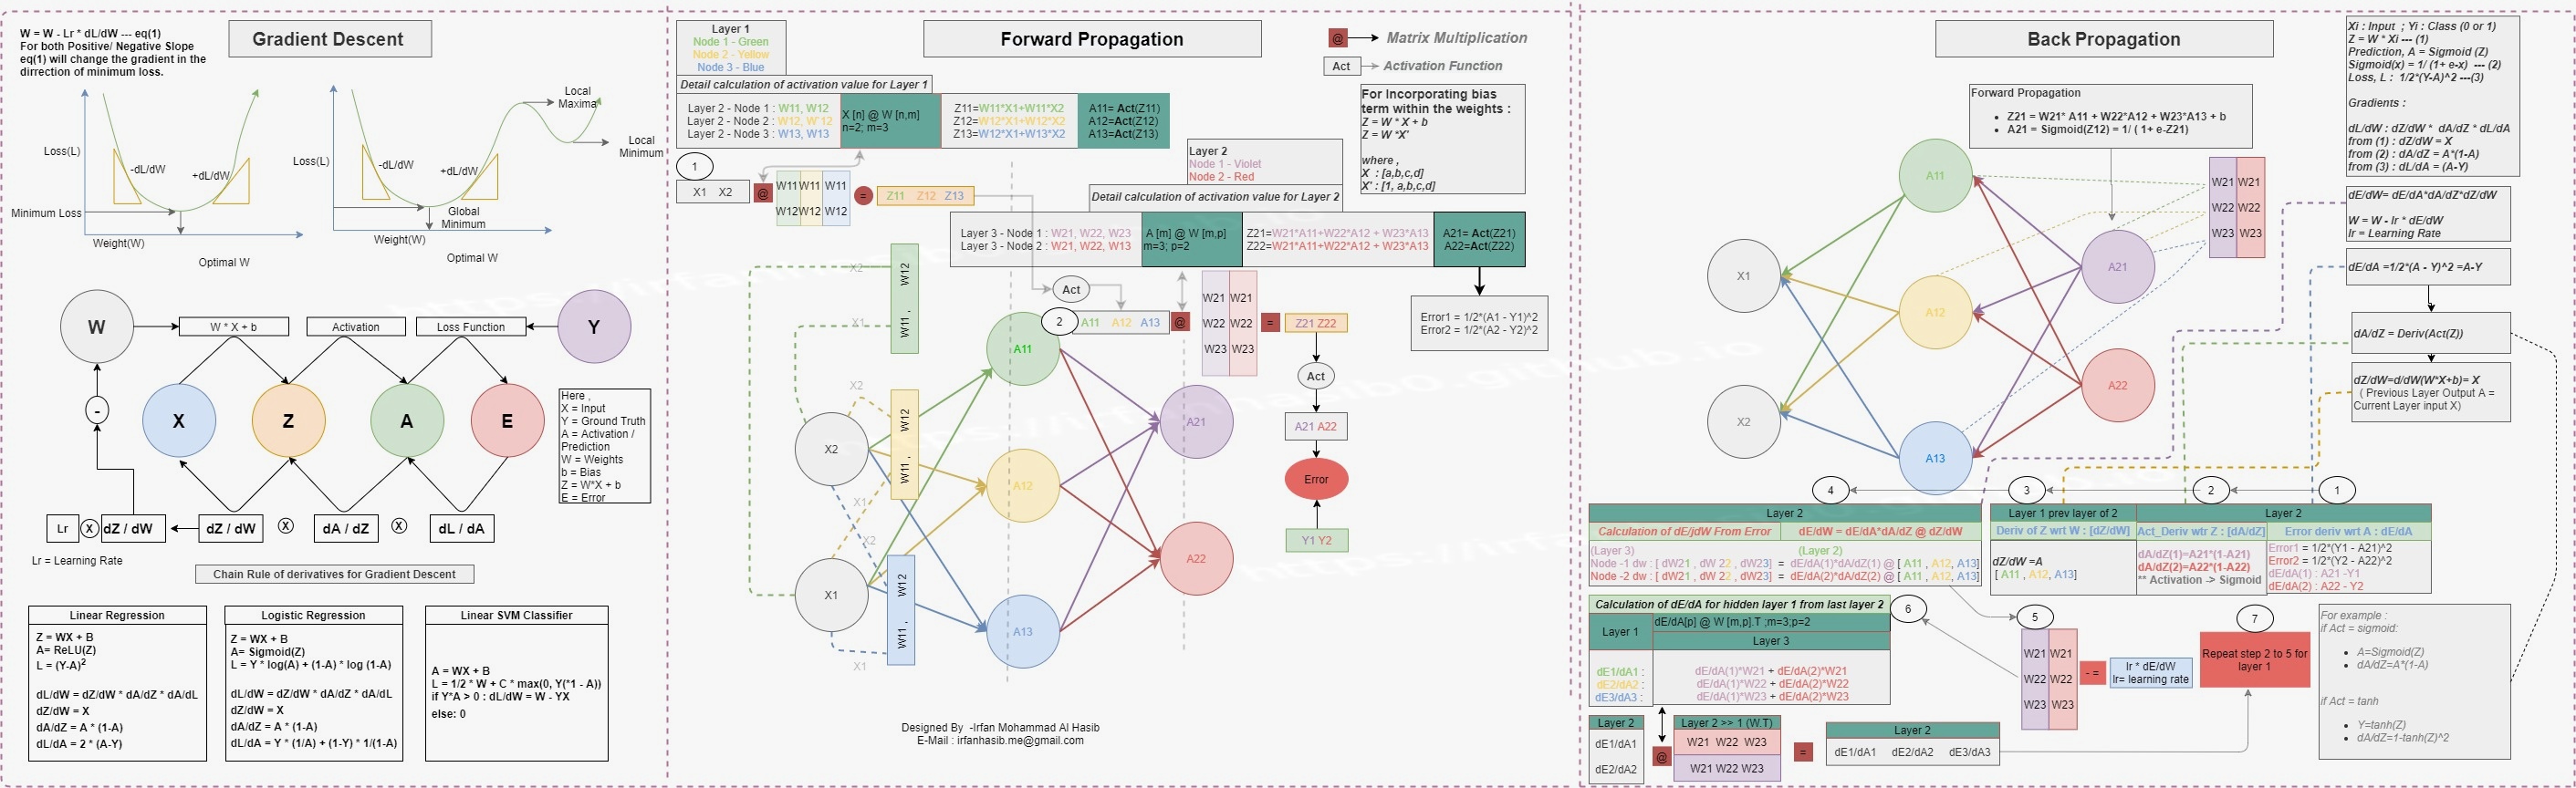 W = W - Lr * dL/dW --- eq(1)
For both Positive/ Negative Slope
eq(1) will change the gradient in the
dirrection of minimum loss.
Gradient Descent
Loss(L)
-dL/dW
+dL/dW
Minimum Loss
Weight(W)
Optimal W
Loss(L)
-dL/dW
+dL/dW
Local
Maxima
Local
Minimum
Global
Minimum
Weight(W)
Optimal W
W
W * X + b
Activation
Loss Function
Y
-
X
Z
A
E
Here ,
X = Input
Y = Ground Truth
A = Activation /
Prediction
W = Weights
b = Bias
Z = W*X + b
E = Error
Lr
X
dZ / dW
dZ / dW
X
dA / dZ
X
dL / dA
Lr = Learning Rate
Chain Rule of derivatives for Gradient Descent
Linear Regression
Z = WX + B
A= ReLU(Z)
L = (Y-A)2
dL/dW = dZ/dW * dA/dZ * dA/dL
dZ/dW = X
dA/dZ = A * (1-A)
dL/dA = 2 * (A-Y)
Logistic Regression
Z = WX + B
A= Sigmoid(Z)
L = Y * log(A) + (1-A) * log (1-A)
dL/dW = dZ/dW * dA/dZ * dA/dL
dZ/dW = X
dA/dZ = A * (1-A)
dL/dA = Y * (1/A) + (1-Y) * 1/(1-A)
Linear SVM Classifier
A = WX + B
L = 1/2 * W + C * max(0, Y(*1 - A))
if Y*A > 0 : dL/dW = W - YX
else: 0
Layer 1
Node 1 - Green
Node 2 - Yellow
Node 3 - Blue
Forward Propagation
@ Matrix Multiplication
Act Activation Function
Detail calculation of activation value for Layer 1
Layer 2 - Node 1 : W11, W12
Layer 2 - Node 2 : W12, W'12
Layer 2 - Node 3 : W13, W13
X [n] @ W [n,m]
n=2; m=3
Z11=W11*X1+W11*X2
Z12=W12*X1+W12*X2
Z13=W12*X1+W13*X2
A11= Act(Z11)
A12=Act(Z12)
A13=Act(Z13)
For Incorporating bias
term within the weights :
Z = W * X + b
Z = W *X'
where ,
X : [a,b,c,d]
X' : [1, a,b,c,d]
1
X1 X2
@
W11 W11 W11
W12 W12 W12
=
Z11 Z12 Z13
Layer 2
Node 1 - Violet
Node 2 - Red
Detail calculation of activation value for Layer 2
Layer 3 - Node 1 : W21, W22, W23
Layer 3 - Node 2 : W21, W22, W13
A [m] @ W [m,p]
m=3; p=2
Z21=W21*A11+W22*A12 + W23*A13
Z22=W21*A11+W22*A12 + W23*A13
A21= Act(Z21)
A22=Act(Z22)
Act
2
A11 A12 A13
@
W21 W21
W22 W22
W23 W23
=
Z21 Z22
Error1 = 1/2*(A1 - Y1)^2
Error2 = 1/2*(A2 - Y2)^2
Act
A21 A22
Error
Y1 Y2
X2
X1
W11 , W12
X2
X1
W11 , W12
X2
X1
W11 , W12
X2
X1
A11
A12
A13
A21
A22
Designed By -Irfan Mohammad Al Hasib
E-Mail : irfanhasib.me@gmail.com
Back Propagation
Xi : Input ; Yi : Class (0 or 1)
Z = W * Xi --- (1)
Prediction, A = Sigmoid (Z)
Sigmoid(x) = 1/ (1+ e-x) --- (2)
Loss, L : 1/2*(Y-A)^2 ---(3)
Gradients :
dL/dW : dZ/dW * dA/dZ * dL/dA
from (1) : dZ/dW = X
from (2) : dA/dZ = A*(1-A)
from (3) : dL/dA = (A-Y)
Forward Propagation
Z21 = W21* A11 + W22*A12 + W23*A13 + b
A21 = Sigmoid(Z12) = 1/ ( 1+ e-Z21)
X1
X2
A11
A12
A13
A21
A22
W21 W21
W22 W22
W23 W23
dE/dW= dE/dA*dA/dZ*dZ/dW
W = W - lr * dE/dW
lr = Learning Rate
dE/dA =1/2*(A - Y)^2 =A-Y
dA/dZ = Deriv(Act(Z))
dZ/dW=d/dW(W*X+b)= X
( Previous Layer Output A =
Current Layer input X)
4
3
2
1
Layer 2
Calculation of dE/jdW From Error
dE/dW = dE/dA*dA/dZ @ dZ/dW
(Layer 3)
(Layer 2)
Node -1 dw : [ dW21 , dW 22 , dW23] = dE/dA(1)*dA/dZ(1) @ [ A11 , A12, A13]
Node -2 dw : [ dW21 , dW 22 , dW23] = dE/dA(2)*dA/dZ(2) @ [ A11 , A12, A13]
Layer 1 prev layer of 2
Deriv of Z wrt W : [dZ/dW]
dZ/dW =A
[ A11 , A12, A13]
Layer 2
Act_Deriv wtr Z : [dA/dZ]
Error deriv wrt A : dE/dA
dA/dZ(1)=A21*(1-A21)
dA/dZ(2)=A22*(1-A22)
** Activation -> Sigmoid
Error1 = 1/2*(Y1 - A21)^2
Error2 = 1/2*(Y2 - A22)^2
dE/dA(1) : A21 -Y1
dE/dA(2) : A22 - Y2
Calculation of dE/dA for hidden layer 1 from last layer 2
6
Layer 1
dE/dA[p] @ W [m,p].T ;m=3;p=2
Layer 3
dE1/dA1 :
dE2/dA2 :
dE3/dA3 :
dE/dA(1)*W21 + dE/dA(2)*W21
dE/dA(1)*W22 + dE/dA(2)*W22
dE/dA(1)*W23 + dE/dA(2)*W23
5
W21 W21
W22 W22
W23 W23
- =
lr * dE/dW
lr= learning rate
7
Repeat step 2 to 5 for
layer 1
For example :
if Act = sigmoid:
A=Sigmoid(Z)
dA/dZ=A*(1-A)
if Act = tanh
Y=tanh(Z)
dA/dZ=1-tanh(Z)^2
Layer 2
dE1/dA1
dE2/dA2
@
Layer 2 >> 1 (W.T)
W21 W22 W23
W21 W22 W23
=
Layer 2
dE1/dA1 dE2/dA2 dE3/dA3